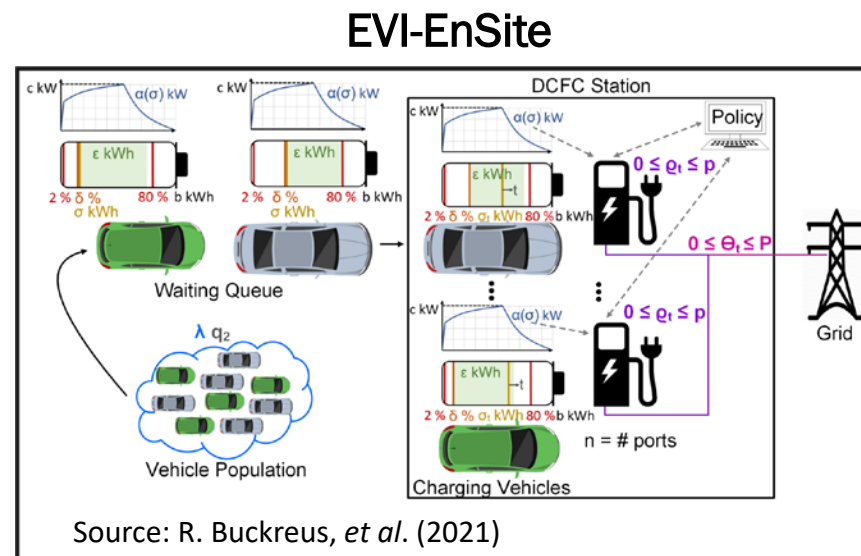 EVI-EnSite
c kW
α(σ) kW
ε kWh
2 % δ % 80 % b kWh
σ kWh
c kW
α(σ) kW
ε kWh
2 % δ % 80 % b kWh
σ kWh
Waiting Queue
λ q₂
Vehicle Population
DCFC Station
c kW
α(σ) kW
Policy
ε kWh
t
2 % δ % σₜ kWh 80 % b kWh
0 ≤ ϱₜ ≤ p
0 ≤ Θₜ ≤ P
Grid
c kW
α(σ) kW
0 ≤ ϱₜ ≤ p
ε kWh
t
2 % δ % σₜ kWh 80 % b kWh
n = # ports
Charging Vehicles
Source: R. Buckreus, et al. (2021)